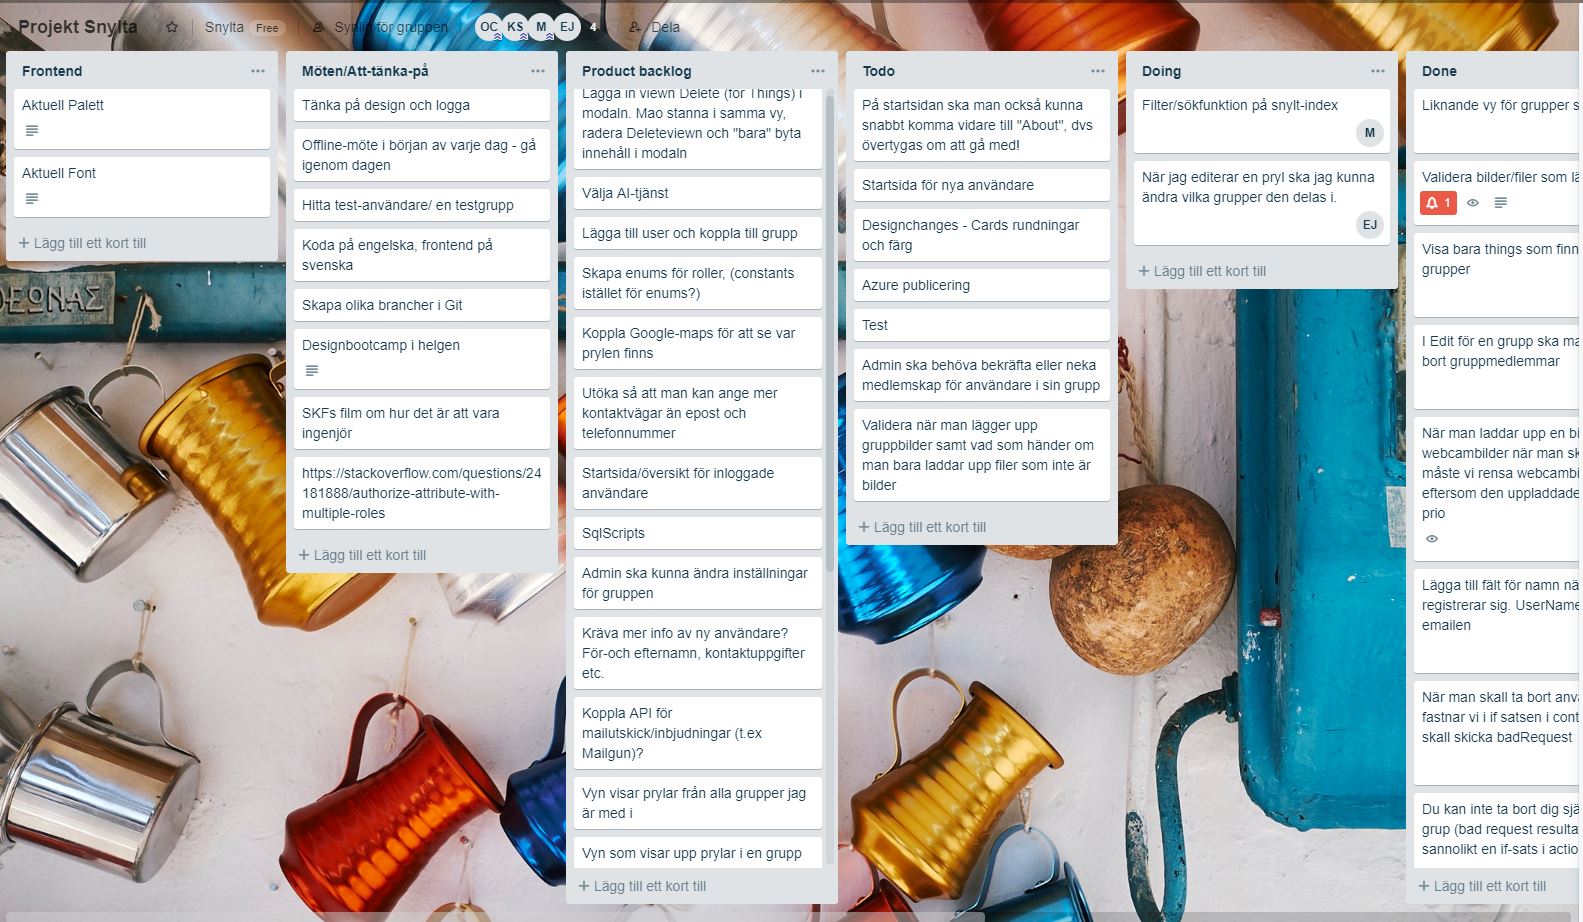 Projekt Snylta
Snylta
Free
Synlig för gruppen
OC
KS
M
EJ
4
Dela
Frontend
Aktuell Palett
Aktuell Font
+ Lägg till ett kort till
Möten/Att-tänka-på
Tänka på design och logga
Offline-möte i början av varje dag - gå
igenom dagen
Hitta test-användare/ en testgrupp
Koda på engelska, frontend på
svenska
Skapa olika brancher i Git
Designbootcamp i helgen
SKFs film om hur det är att vara
ingenjör
https://stackoverflow.com/questions/24
181888/authorize-attribute-with-
multiple-roles
+ Lägg till ett kort till
Product backlog
Lägga in viewn Delete (för Things) i
modaln. Mao stanna i samma vy,
radera Deleteviewn och "bara" byta
innehåll i modaln
Välja AI-tjänst
Lägga till user och koppla till grupp
Skapa enums för roller, (constants
istället för enums?)
Koppla Google-maps för att se var
prylen finns
Utöka så att man kan ange mer
kontaktvägar än epost och
telefonnummer
Startsida/översikt för inloggade
användare
SqlScripts
Admin ska kunna ändra inställningar
för gruppen
Kräva mer info av ny användare?
För-och efternamn, kontaktuppgifter
etc.
Koppla API för
mailutskick/inbjudningar (t.ex
Mailgun)?
Vyn visar prylar från alla grupper jag
är med i
Vyn som visar upp prylar i en grupp
+ Lägg till ett kort till
Todo
På startsidan ska man också kunna
snabbt komma vidare till "About", dvs
övertygas om att gå med!
Startsida för nya användare
Designchanges - Cards rundningar
och färg
Azure publicering
Test
Admin ska behöva bekräfta eller neka
medlemskap för användare i sin grupp
Validera när man lägger upp
gruppbilder samt vad som händer om
man bara laddar upp filer som inte är
bilder
+ Lägg till ett kort till
Doing
Filter/sökfunktion på snylt-index
M
När jag editerar en pryl ska jag kunna
ändra vilka grupper den delas i.
EJ
+ Lägg till ett kort till
Done
Liknande vy för grupper s
Validera bilder/filer som lä
1
Visa bara things som finn
grupper
I Edit för en grupp ska ma
bort gruppmedlemmar
När man laddar upp en bi
webcambilder när man sk
måste vi rensa webcambi
eftersom den uppladdade
prio
Lägga till fält för namn nä
registrerar sig. UserName
emailen
När man skall ta bort anvä
fastnar vi i if satsen i cont
skall skicka badRequest
Du kan inte ta bort dig sjä
grup (bad request resulta
sannolikt en if-sats i actio
+ Lägg till ett kort till
ΘΕΩΝΑΣ